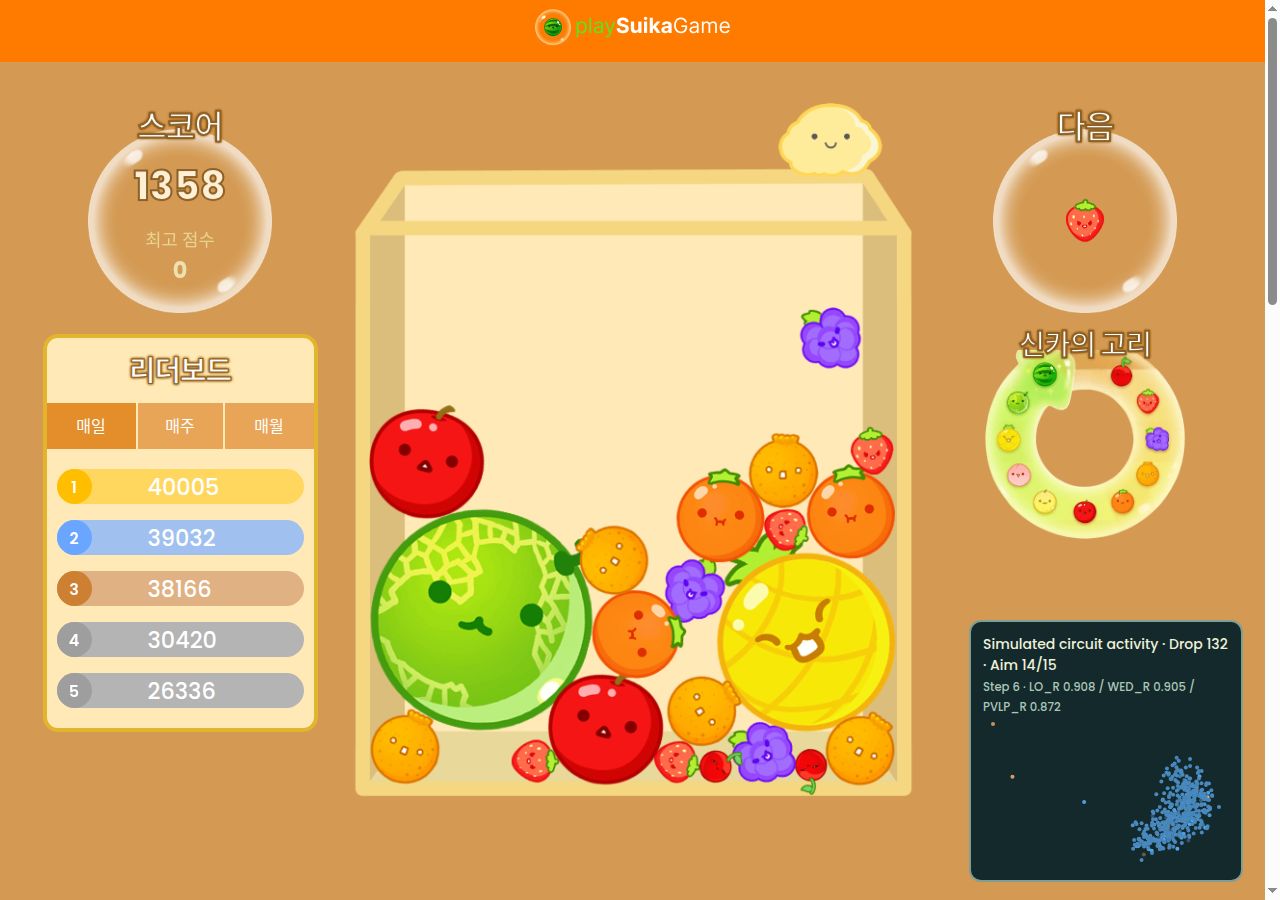 playSuikaGame
스코어
1358
최고 점수
0
다음
리더보드
매일 매주 매월
1 40005
2 39032
3 38166
4 30420
5 26336
신카의 고리
Simulated circuit activity · Drop 132
· Aim 14/15
Step 6 · LO_R 0.908 / WED_R 0.905 /
PVLP_R 0.872